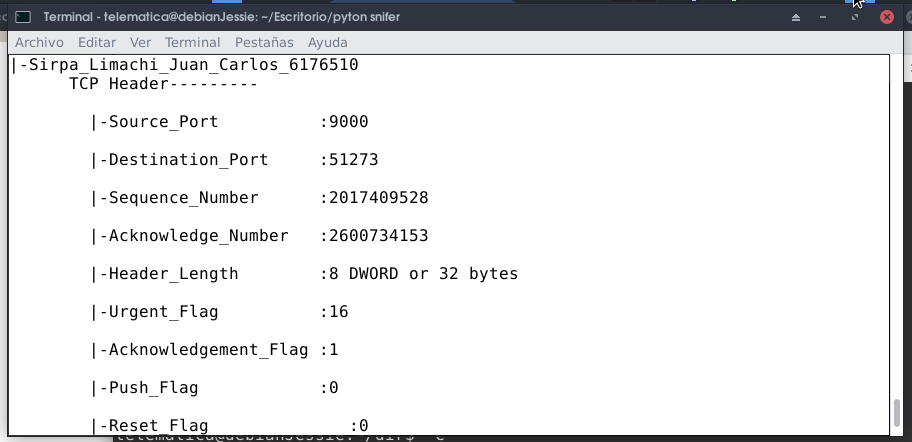 Terminal - telematica@debianJessie: ~/Escritorio/pyton snifer
Archivo Editar Ver Terminal Pestañas Ayuda
|-Sirpa_Limachi_Juan_Carlos_6176510
TCP Header---------
|-Source_Port :9000
|-Destination_Port :51273
|-Sequence_Number :2017409528
|-Acknowledge_Number :2600734153
|-Header_Length :8 DWORD or 32 bytes
|-Urgent_Flag :16
|-Acknowledgement_Flag :1
|-Push_Flag :0
|-Reset_Flag :0